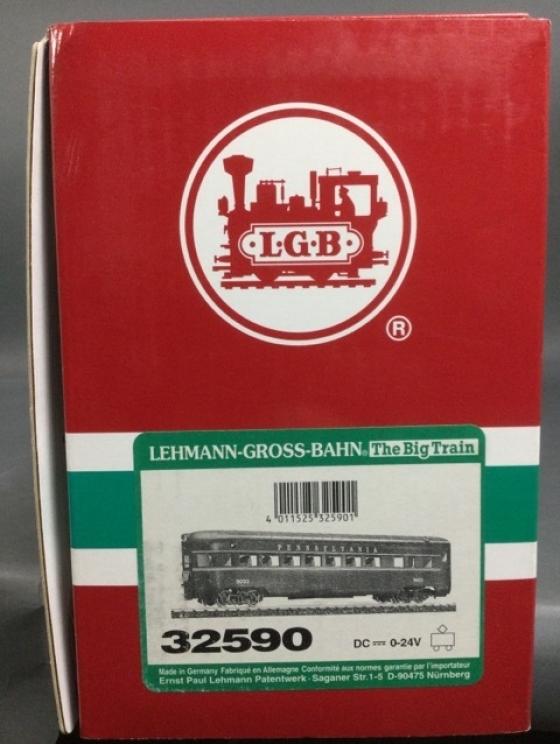 L·G·B
®
LEHMANN-GROSS-BAHN® The Big Train
4 011525 325901
PENNSYLVANIA
32590 DC 0-24V
Made in Germany Fabriqué en Allemagne Conformité aux normes garantie par l'importateur
Ernst Paul Lehmann Patentwerk · Saganer Str. 1-5 D-90475 Nürnberg